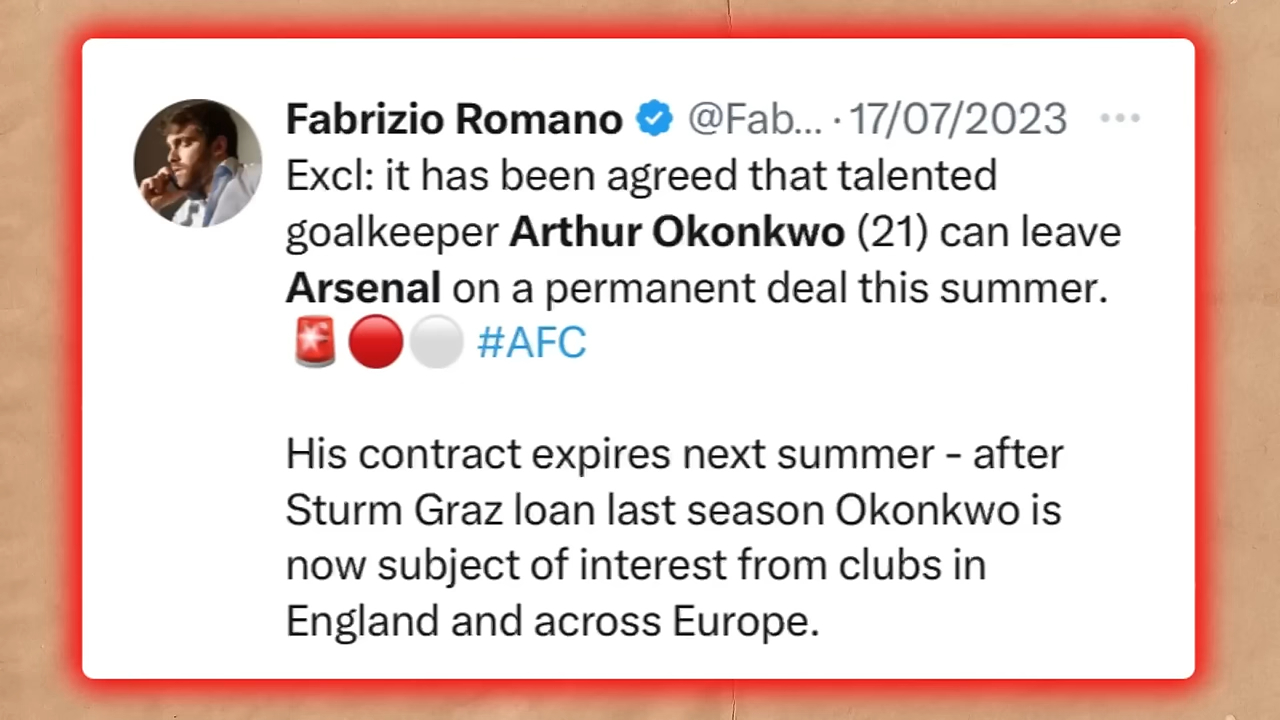 Fabrizio Romano @Fab... · 17/07/2023
Excl: it has been agreed that talented
goalkeeper Arthur Okonkwo (21) can leave
Arsenal on a permanent deal this summer.
🚨🔴⚪ #AFC
His contract expires next summer - after
Sturm Graz loan last season Okonkwo is
now subject of interest from clubs in
England and across Europe.